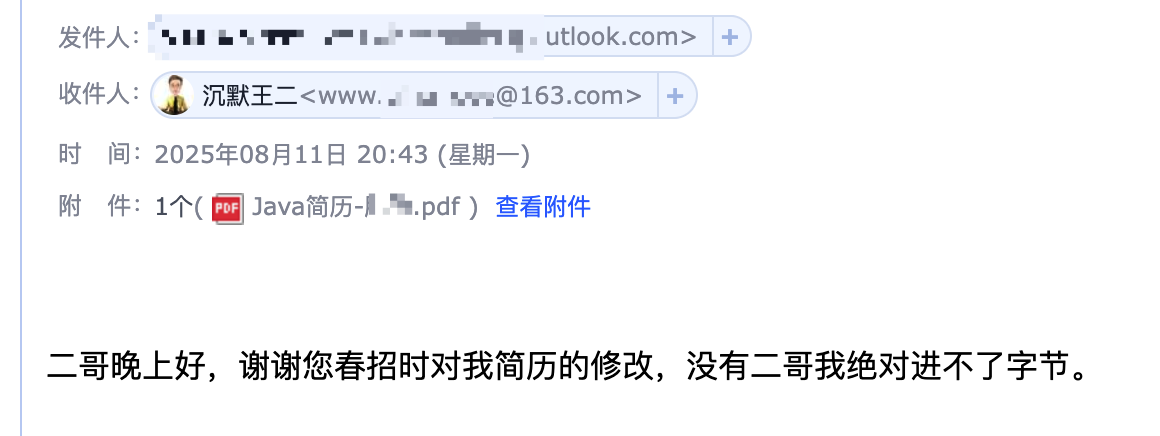 发件人： utlook.com> +
收件人： 沉默王二<www. @163.com> +
时 间： 2025年08月11日 20:43 (星期一)
附 件： 1个( PDF Java简历- .pdf ) 查看附件
二哥晚上好，谢谢您春招时对我简历的修改，没有二哥我绝对进不了字节。